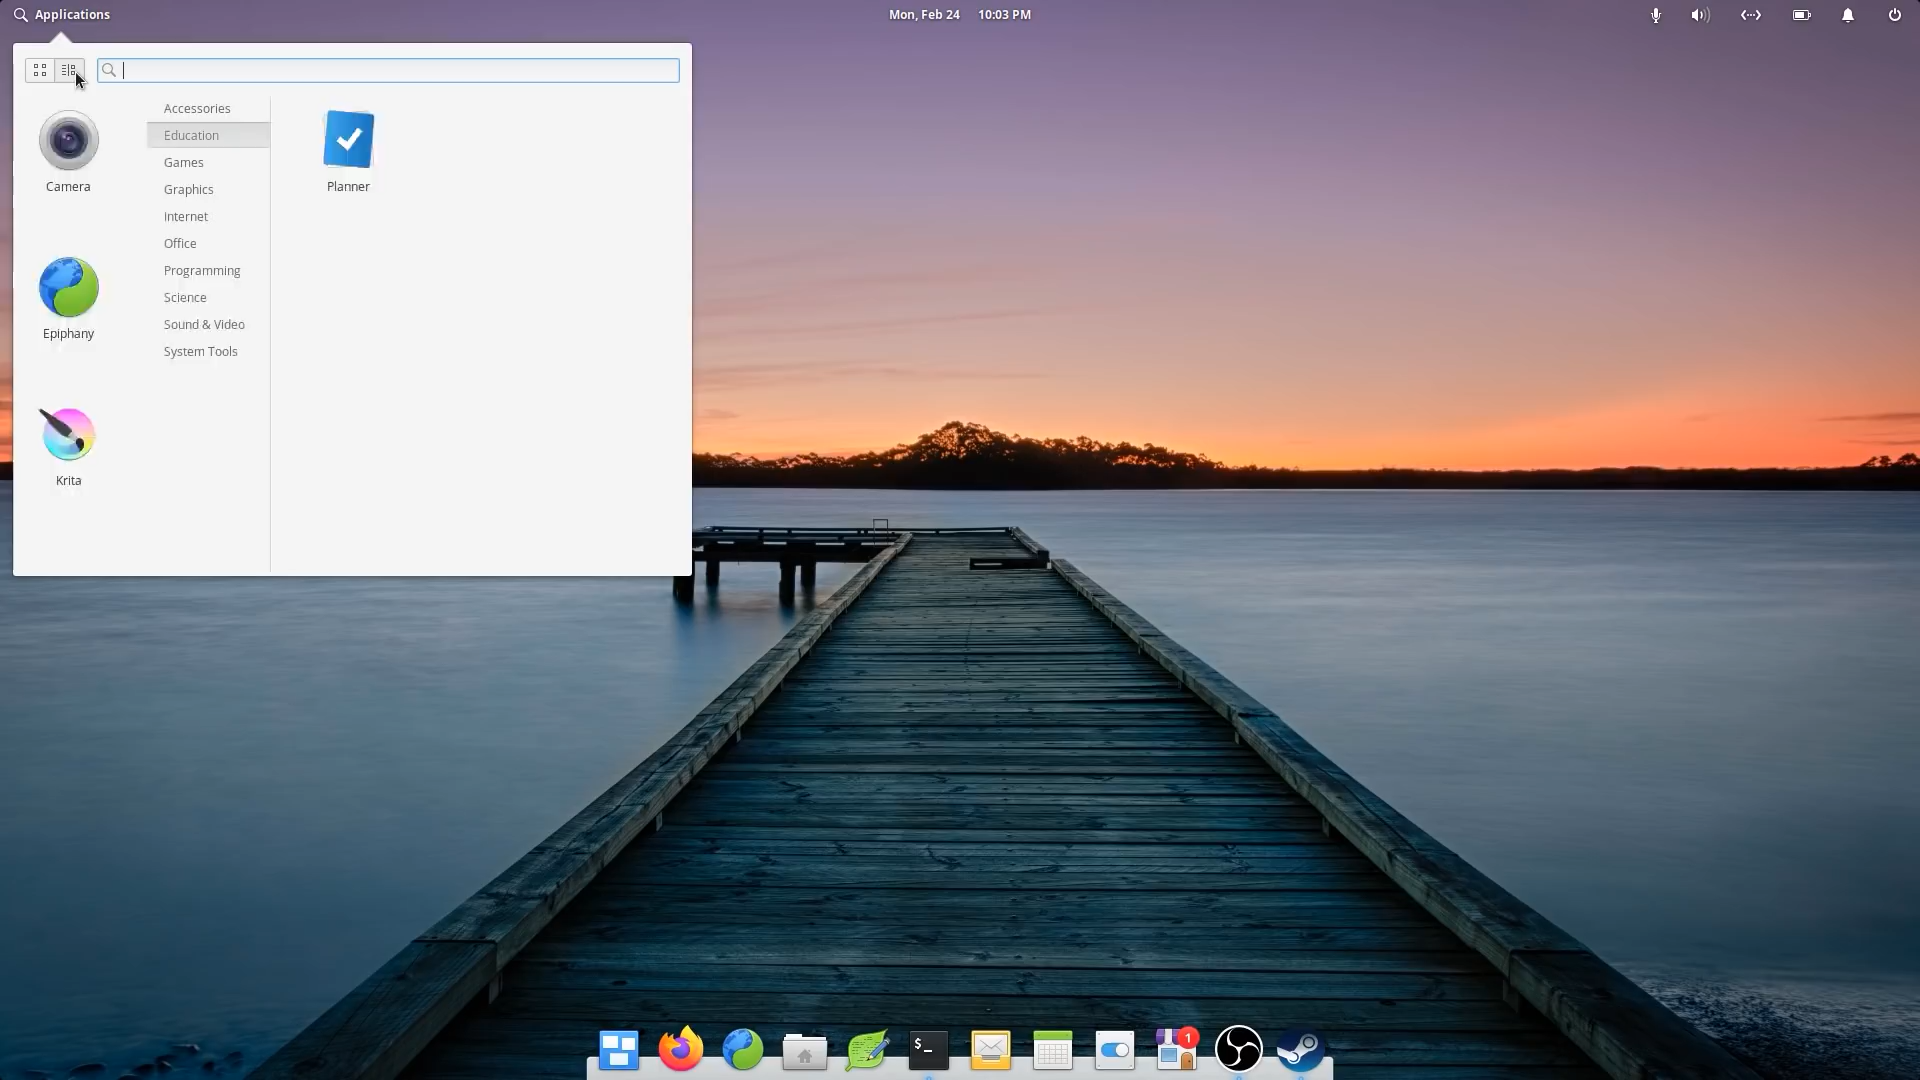 Applications
Mon, Feb 24 10:03 PM
Camera
Epiphany
Krita
Accessories
Education
Games
Graphics
Internet
Office
Programming
Science
Sound & Video
System Tools
Planner
$_
1